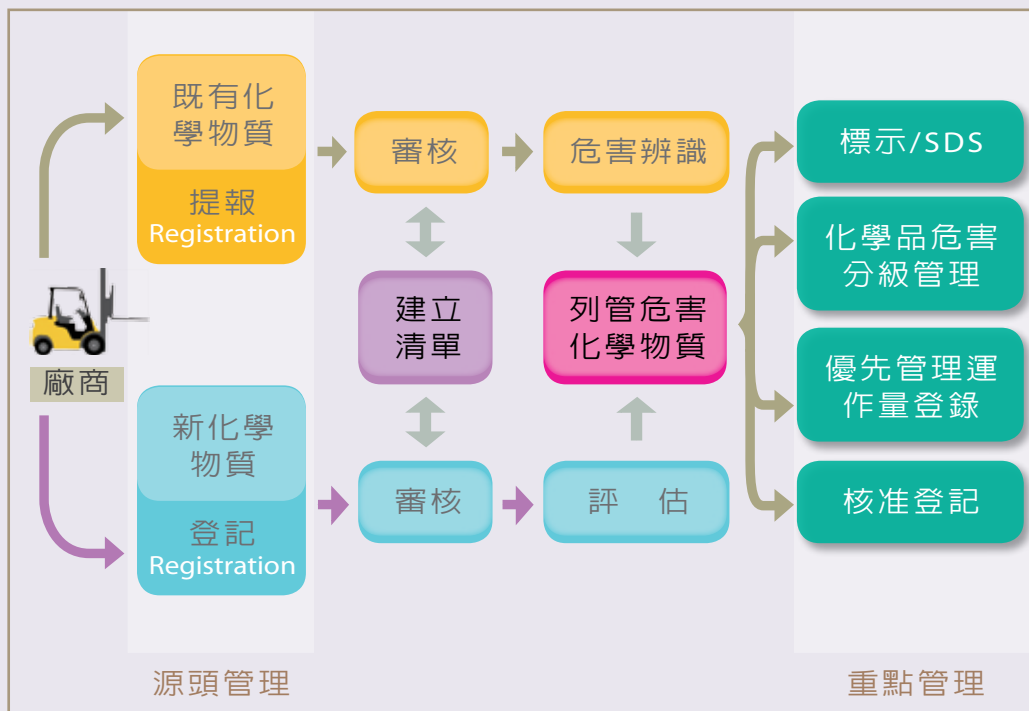 既有化
學物質
提報
Registration
審核
危害辨識
標示/SDS
化學品危害
分級管理
建立
清單
列管危害
化學物質
廠商
優先管理運
作量登錄
新化學
物質
登記
Registration
審核
評 估
核准登記
源頭管理
重點管理